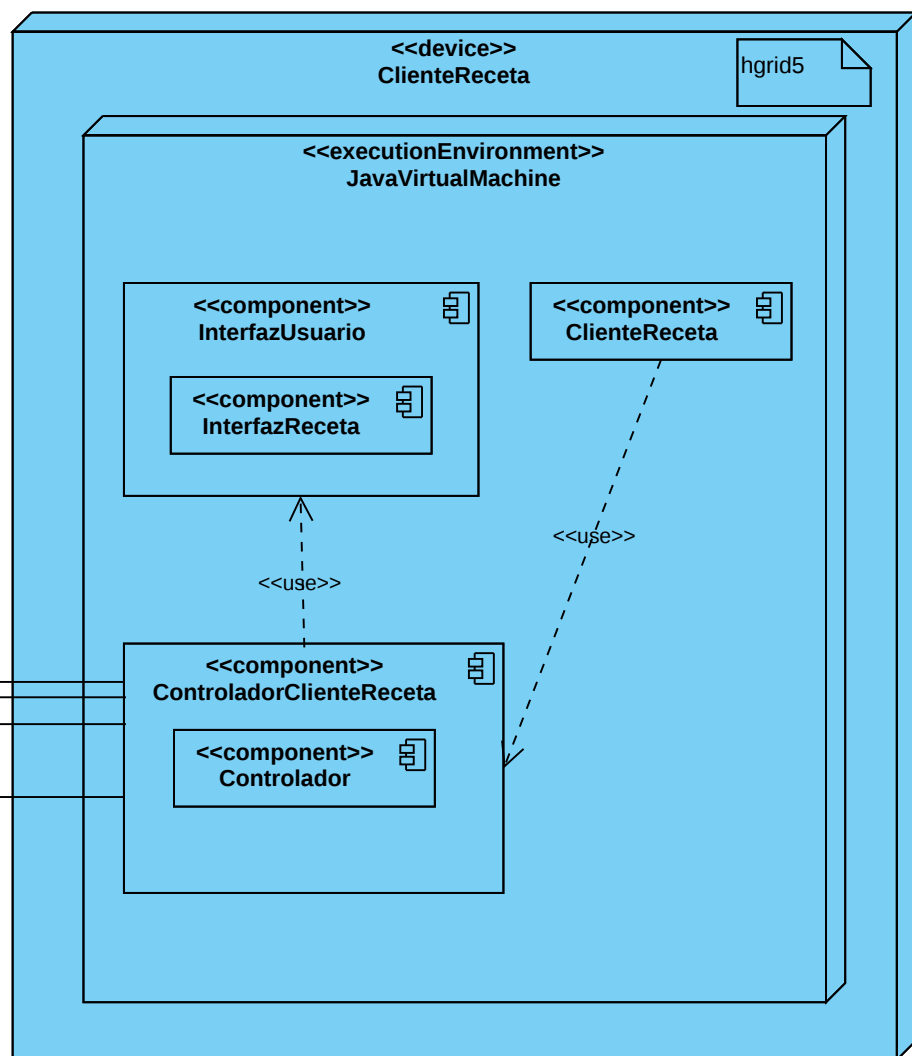 <<device>>
ClienteReceta
hgrid5
<<executionEnvironment>>
JavaVirtualMachine
<<component>>
InterfazUsuario
<<component>>
InterfazReceta
<<component>>
ClienteReceta
<<use>>
<<use>>
<<component>>
ControladorClienteReceta
<<component>>
Controlador